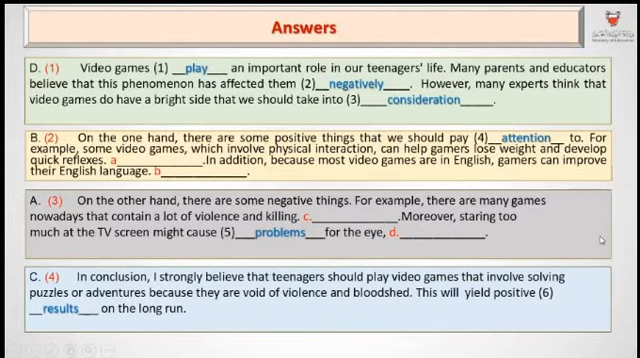 Answers
D. (1) Video games (1) __play___ an important role in our teenagers' life. Many parents and educators
believe that this phenomenon has affected them (2)__negatively____. However, many experts think that
video games do have a bright side that we should take into (3)____consideration_____.
B. (2) On the one hand, there are some positive things that we should pay (4)__attention__ to. For
example, some video games, which involve physical interaction, can help gamers lose weight and develop
quick reflexes. a______________.In addition, because most video games are in English, gamers can improve
their English language. b______________.
A. (3) On the other hand, there are some negative things. For example, there are many games
nowadays that contain a lot of violence and killing. c.______________.Moreover, staring too
much at the TV screen might cause (5)___problems___for the eye, d.______________.
C. (4) In conclusion, I strongly believe that teenagers should play video games that involve solving
puzzles or adventures because they are void of violence and bloodshed. This will yield positive (6)
__results___ on the long run.